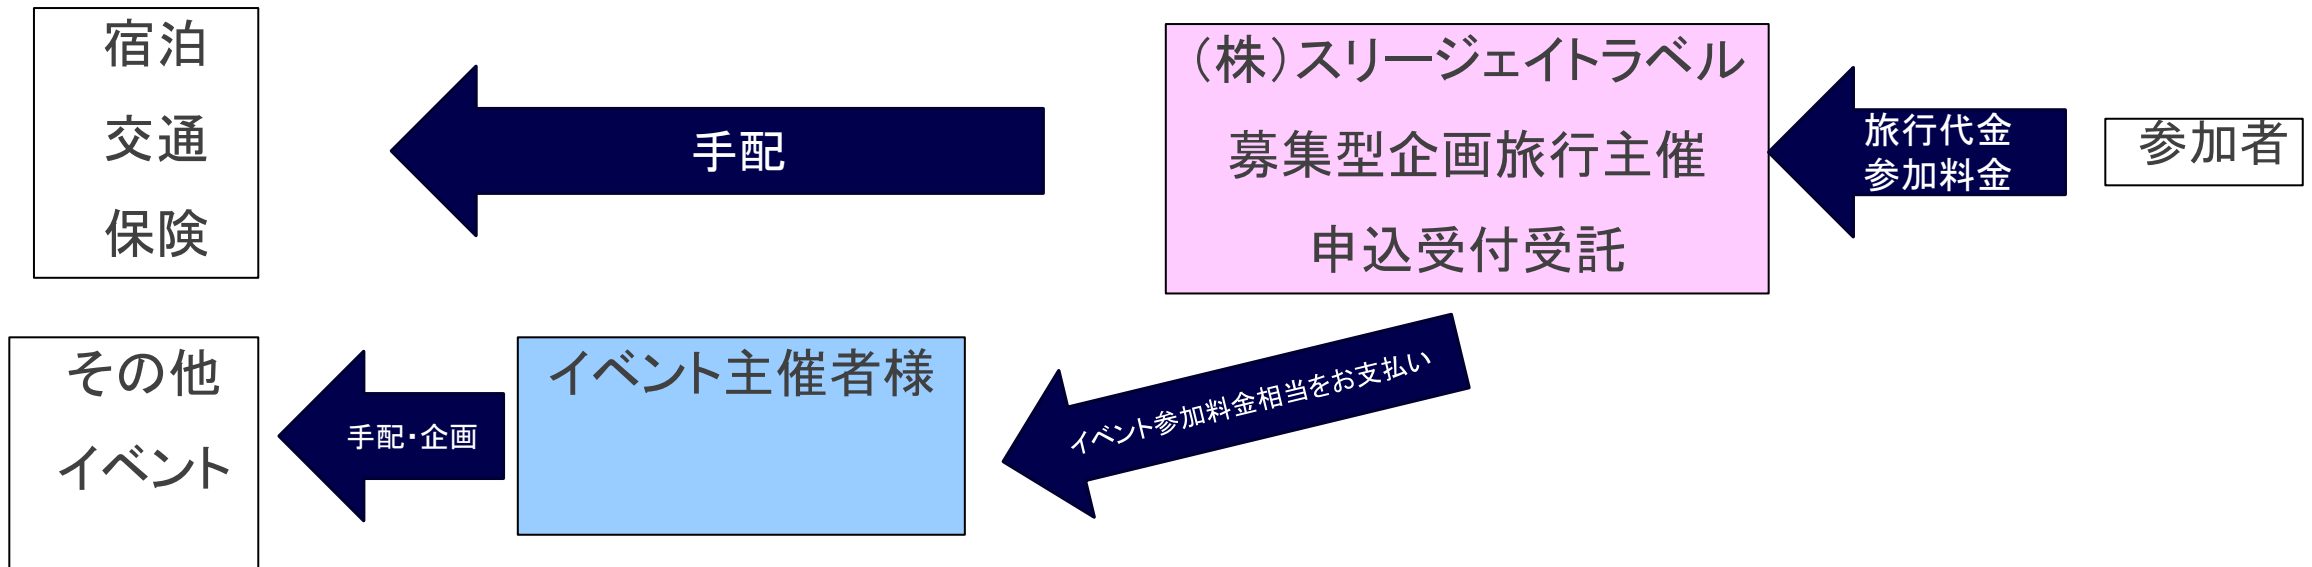 宿泊
交通
保険
手配
（株）スリージェイトラベル
募集型企画旅行主催
申込受付受託
旅行代金
参加料金
参加者
その他
イベント
手配・企画
イベント主催者様
イベント参加料金相当をお支払い